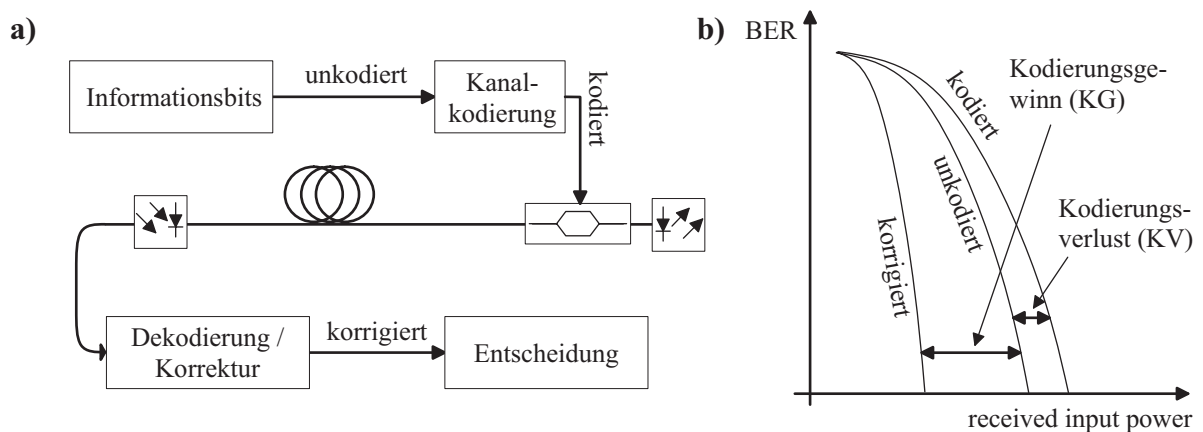 a)
Informationsbits
unkodiert
Kanal-
kodierung
kodiert
Dekodierung /
Korrektur
korrigiert
Entscheidung
b)
BER
Kodierungsge-
winn (KG)
kodiert
unkodiert
korrigiert
Kodierungs-
verlust (KV)
received input power